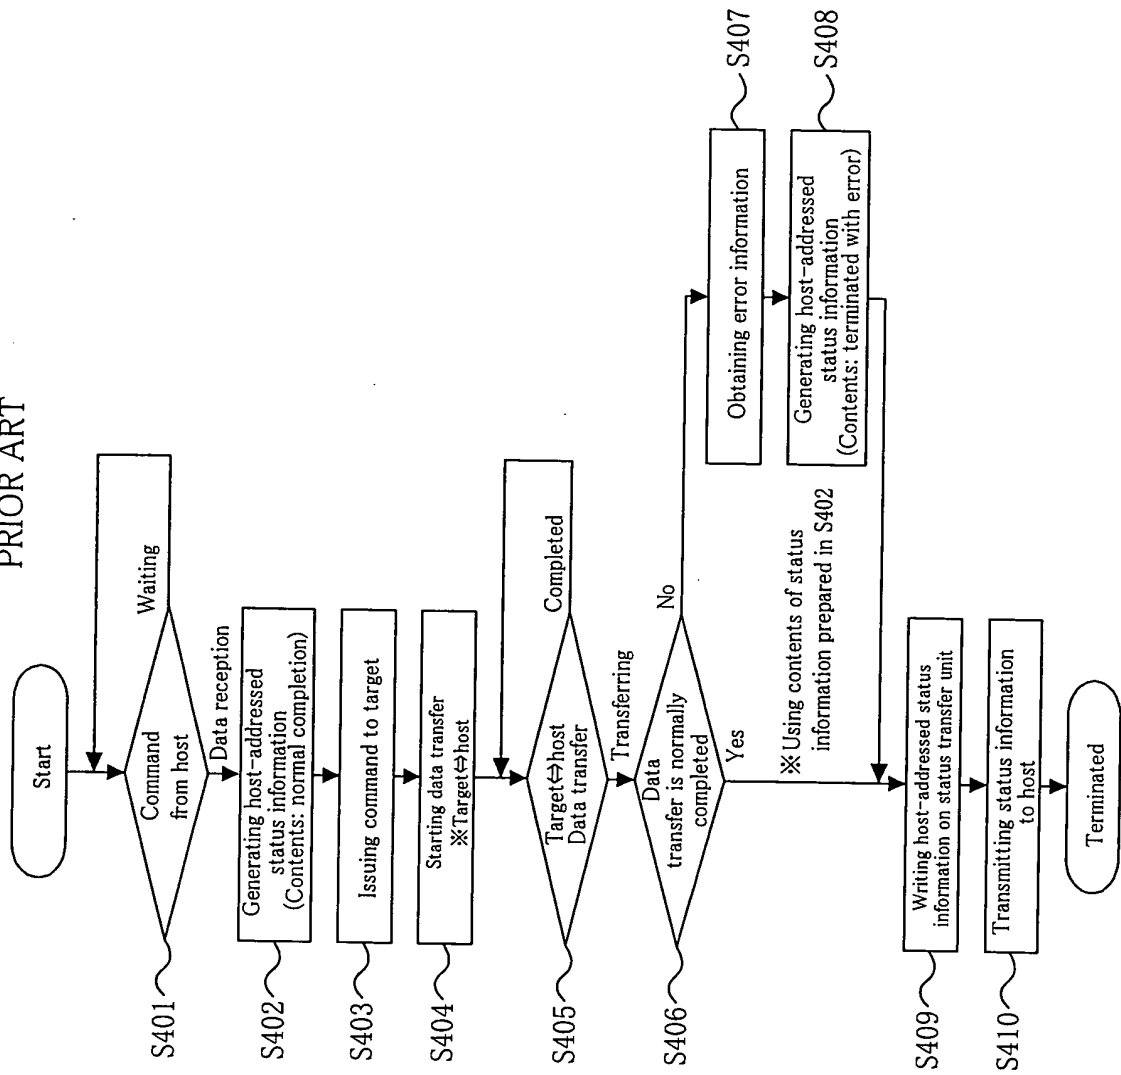 PRIOR ART
Start
S401
Command
from host
Waiting
Data reception
S402
Generating host-addressed
status information
(Contents: normal completion)
S403
Issuing command to target
S404
Starting data transfer
※Target⇔host
S405
Target⇔host
Data transfer
Completed
Transferring
S406
Data
transfer is normally
completed
No
Yes
S407
Obtaining error information
S408
Generating host-addressed
status information
(Contents: terminated with error)
※Using contents of status
information prepared in S402
S409
Writing host-addressed status
information on status transfer unit
S410
Transmitting status information
to host
Terminated